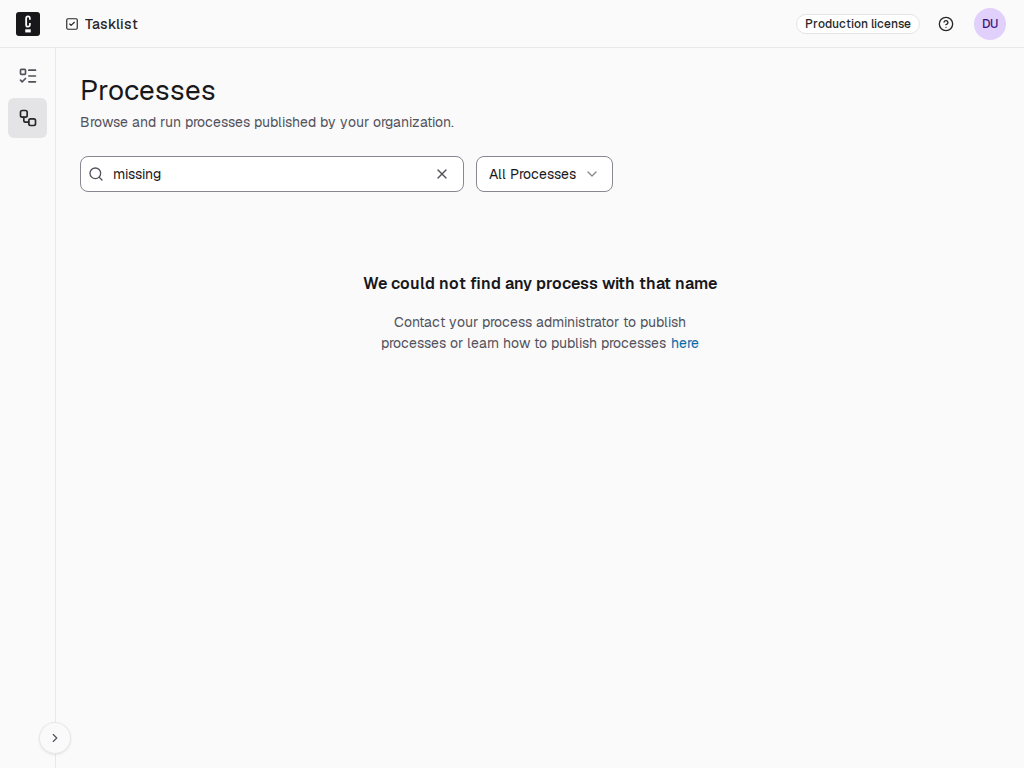 Tasklist
Production license
DU
Processes
Browse and run processes published by your organization.
missing
All Processes
We could not find any process with that name
Contact your process administrator to publish
processes or learn how to publish processes here